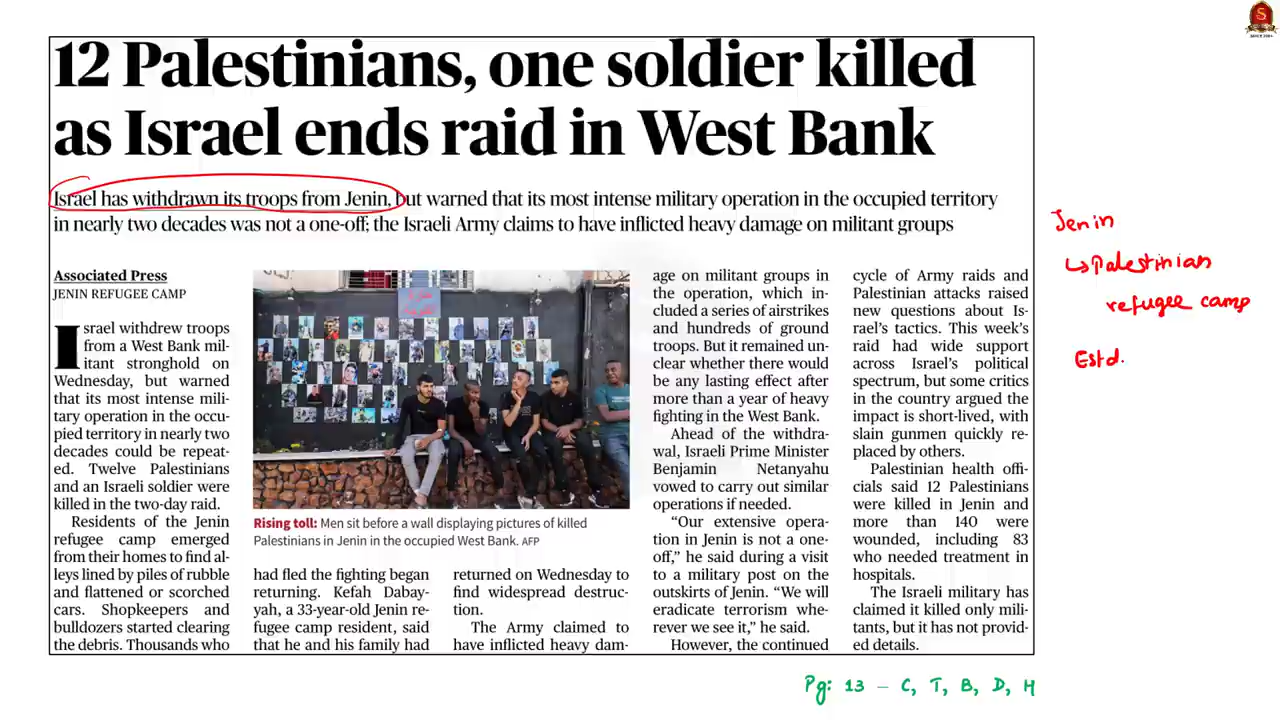 12 Palestinians, one soldier killed
as Israel ends raid in West Bank
Israel has withdrawn its troops from Jenin, but warned that its most intense military operation in the occupied territory
in nearly two decades was not a one-off; the Israeli Army claims to have inflicted heavy damage on militant groups
Associated Press
JENIN REFUGEE CAMP
Israel withdrew troops
from a West Bank mil-
itant stronghold on
Wednesday, but warned
that its most intense mili-
tary operation in the occu-
pied territory in nearly two
decades could be repeat-
ed. Twelve Palestinians
and an Israeli soldier were
killed in the two-day raid.
Residents of the Jenin
refugee camp emerged
from their homes to find al-
leys lined by piles of rubble
and flattened or scorched
cars. Shopkeepers and
bulldozers started clearing
the debris. Thousands who
Rising toll: Men sit before a wall displaying pictures of killed
Palestinians in Jenin in the occupied West Bank. AFP
had fled the fighting began
returning. Kefah Dabay-
yah, a 33-year-old Jenin re-
fugee camp resident, said
that he and his family had
returned on Wednesday to
find widespread destruc-
tion.
The Army claimed to
have inflicted heavy dam-
age on militant groups in
the operation, which in-
cluded a series of airstrikes
and hundreds of ground
troops. But it remained un-
clear whether there would
be any lasting effect after
more than a year of heavy
fighting in the West Bank.
Ahead of the withdra-
wal, Israeli Prime Minister
Benjamin Netanyahu
vowed to carry out similar
operations if needed.
“Our extensive opera-
tion in Jenin is not a one-
off,” he said during a visit
to a military post on the
outskirts of Jenin. “We will
eradicate terrorism whe-
rever we see it,” he said.
However, the continued
cycle of Army raids and
Palestinian attacks raised
new questions about Is-
rael’s tactics. This week’s
raid had wide support
across Israel’s political
spectrum, but some critics
in the country argued the
impact is short-lived, with
slain gunmen quickly re-
placed by others.
Palestinian health offi-
cials said 12 Palestinians
were killed in Jenin and
more than 140 were
wounded, including 83
who needed treatment in
hospitals.
The Israeli military has
claimed it killed only mili-
tants, but it has not provid-
ed details.
Jenin
↳Palestinian
refugee camp
Estd.
Pg: 13 – C, T, B, D, H